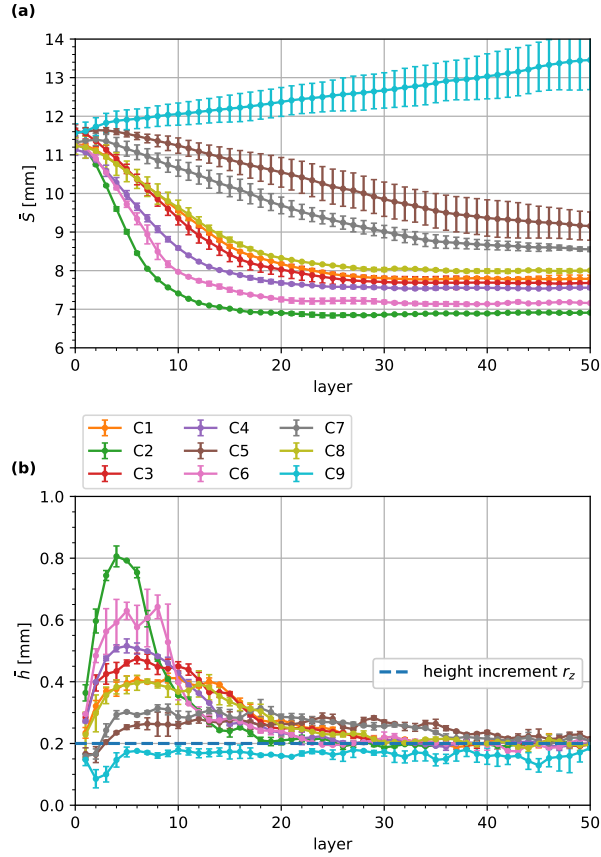 (a)
14
13
12
11
10
9
8
7
6
S̄ [mm]
0 10 20 30 40 50
layer
C1 C4 C7
C2 C5 C8
C3 C6 C9
(b)
1.0
0.8
0.6
0.4
0.2
0.0
h̄ [mm]
height increment r_z
0 10 20 30 40 50
layer